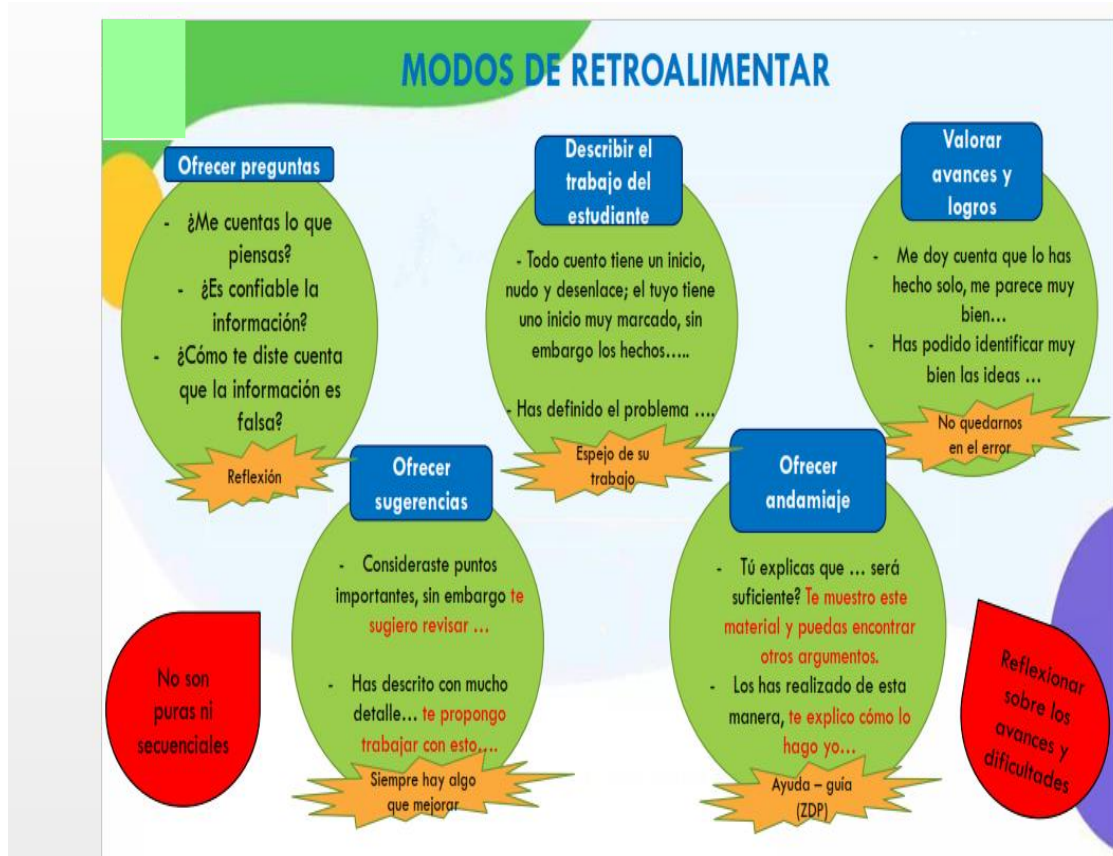 MODOS DE RETROALIMENTAR
Ofrecer preguntas
- ¿Me cuentas lo que
piensas?
- ¿Es confiable la
información?
- ¿Cómo te diste cuenta
que la información es
falsa?
Reflexión
Describir el
trabajo del
estudiante
- Todo cuento tiene un inicio,
nudo y desenlace; el tuyo tiene
uno inicio muy marcado, sin
embargo los hechos…..
- Has definido el problema ….
Espejo de su
trabajo
Valorar
avances y
logros
- Me doy cuenta que lo has
hecho solo, me parece muy
bien…
- Has podido identificar muy
bien las ideas …
No quedarnos
en el error
Ofrecer
sugerencias
- Consideraste puntos
importantes, sin embargo te
sugiero revisar …
- Has descrito con mucho
detalle… te propongo
trabajar con esto….
Siempre hay algo
que mejorar
Ofrecer
andamiaje
- Tú explicas que … será
suficiente? Te muestro este
material y puedas encontrar
otros argumentos.
- Los has realizado de esta
manera, te explico cómo lo
hago yo…
Ayuda – guía
(ZDP)
No son
puras ni
secuenciales
Reflexionar
sobre los
avances y
dificultades